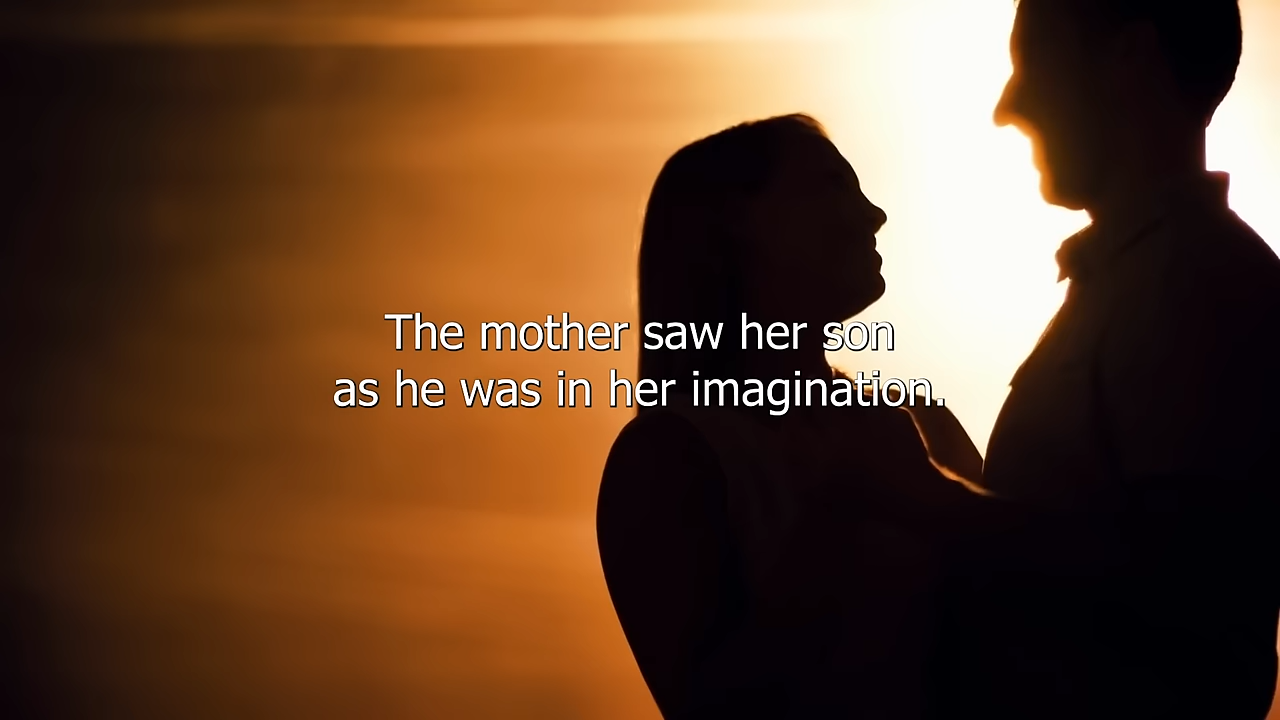 The mother saw her son
as he was in her imagination.